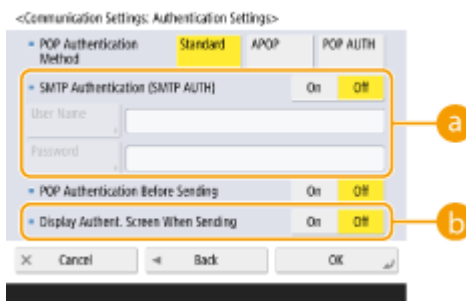 <Communication Settings: Authentication Settings>
POP Authentication Method
Standard APOP POP AUTH
SMTP Authentication (SMTP AUTH) On Off
User Name
Password
POP Authentication Before Sending On Off
Display Authent. Screen When Sending On Off
Cancel Back OK
a
b